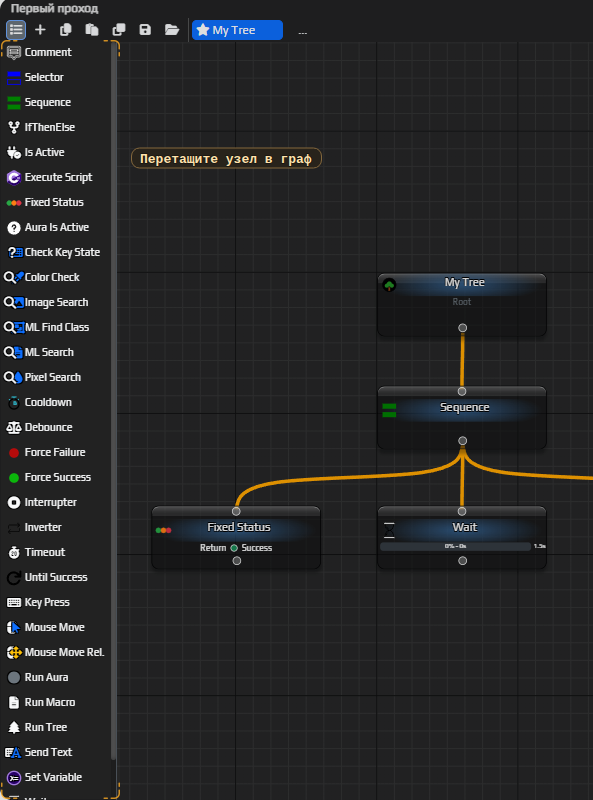 Первый проход
My Tree
...
Comment
Selector
Sequence
IfThenElse
Is Active
Execute Script
Fixed Status
Aura Is Active
Check Key State
Color Check
Image Search
ML Find Class
ML Search
Pixel Search
Cooldown
Debounce
Force Failure
Force Success
Interrupter
Inverter
Timeout
Until Success
Key Press
Mouse Move
Mouse Move Rel.
Run Aura
Run Macro
Run Tree
Send Text
Set Variable
Перетащите узел в граф
My Tree
Root
Sequence
Fixed Status
Return Success
Wait
0% - 0s 1.5s